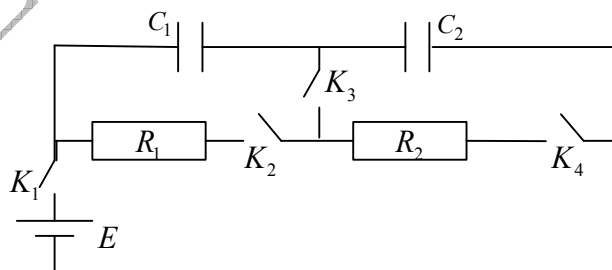 C₁ C₂
K₃
R₁ K₂ R₂ K₄
K₁
E